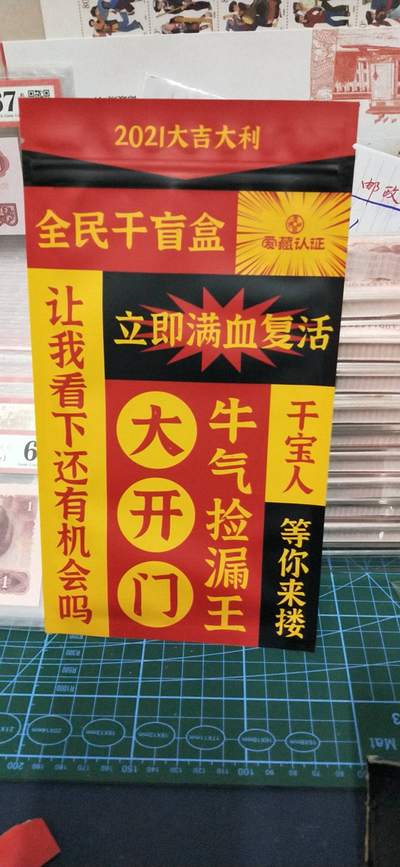 2021大吉大利
全民干盲盒
爱藏认证
让我看下还有机会吗
立即满血复活
大开门
牛气捡漏王
干宝人
等你来搂
邮政